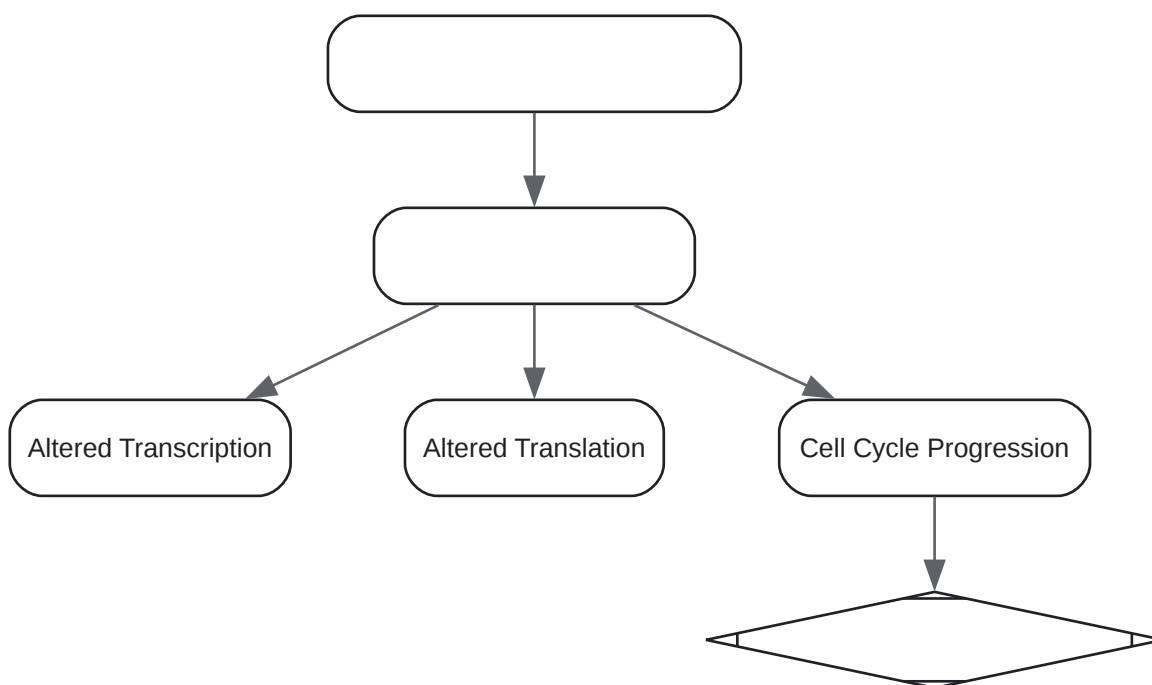 Altered Transcription
Altered Translation
Cell Cycle Progression